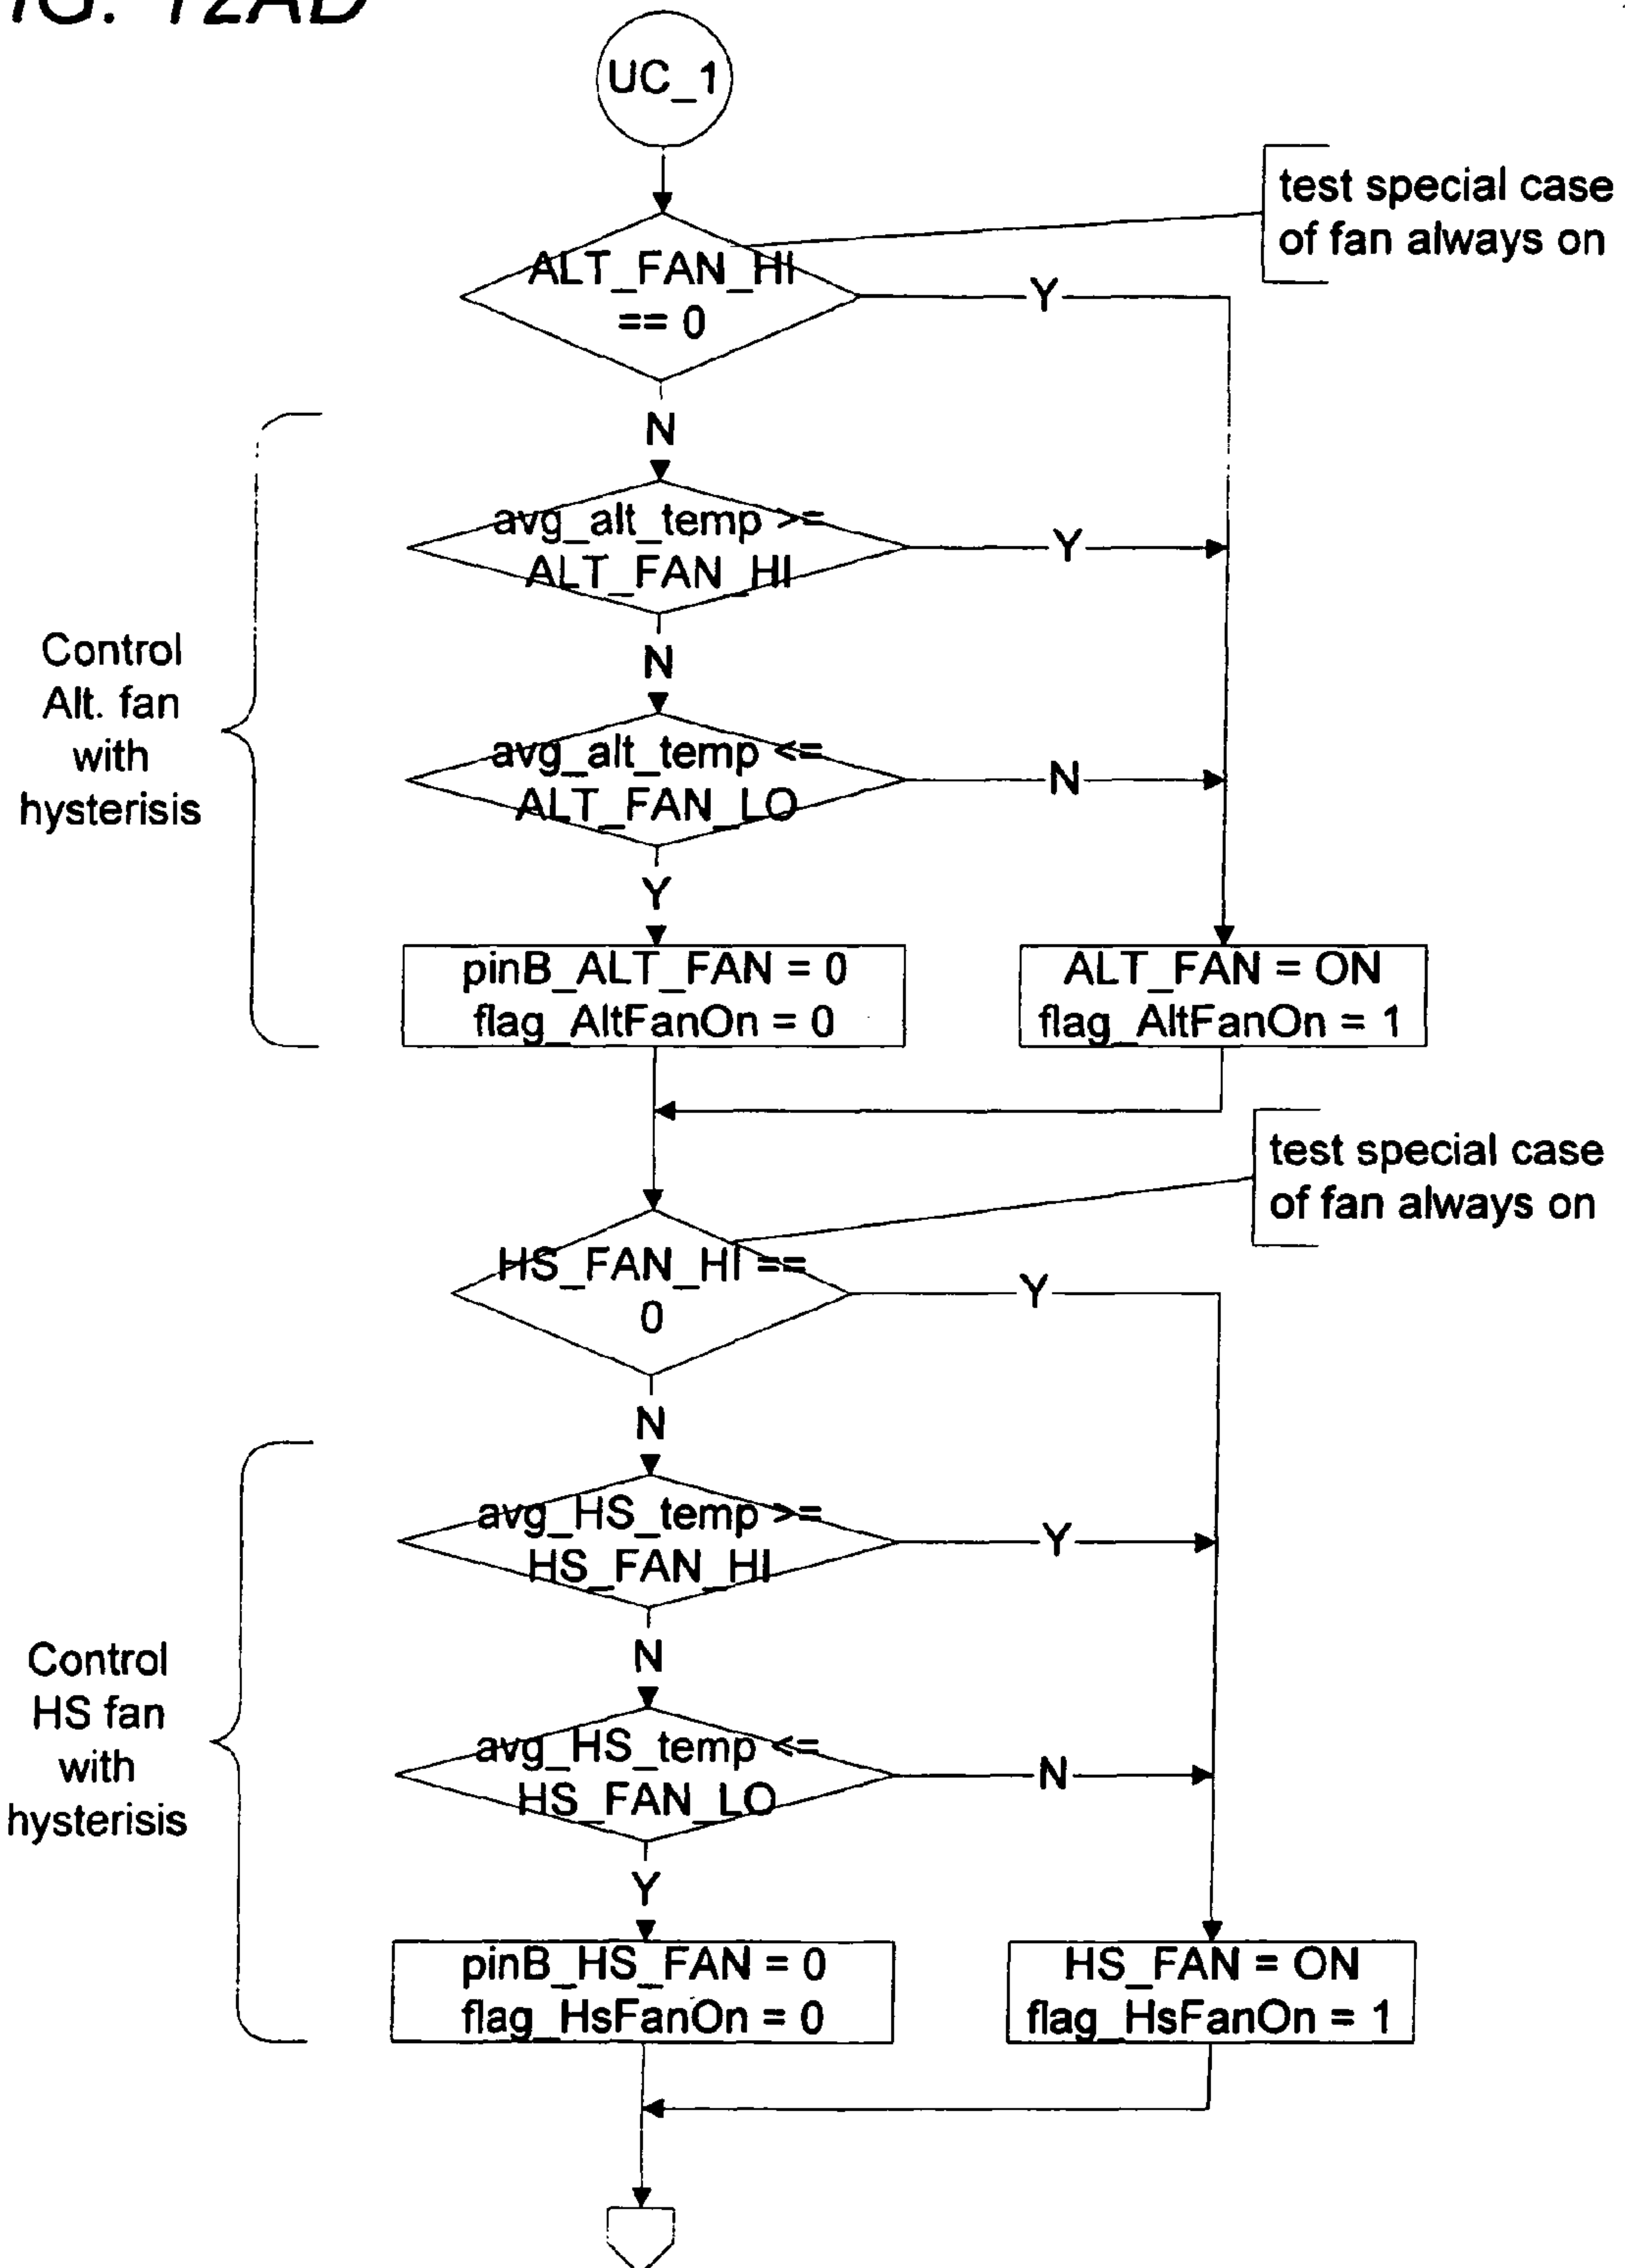 IG. 12AD
UC_1
test special case
of fan always on
ALT_FAN_HI
== 0
Y
N
avg_alt_temp >=
ALT_FAN_HI
Y
N
Control
Alt. fan
with
hysterisis
avg_alt_temp <=
ALT_FAN_LO
N
Y
pinB_ALT_FAN = 0
flag_AltFanOn = 0
ALT_FAN = ON
flag_AltFanOn = 1
test special case
of fan always on
HS_FAN_HI ==
0
Y
N
avg_HS_temp >=
HS_FAN_HI
Y
N
Control
HS fan
with
hysterisis
avg_HS_temp <=
HS_FAN_LO
N
Y
pinB_HS_FAN = 0
flag_HsFanOn = 0
HS_FAN = ON
flag_HsFanOn = 1